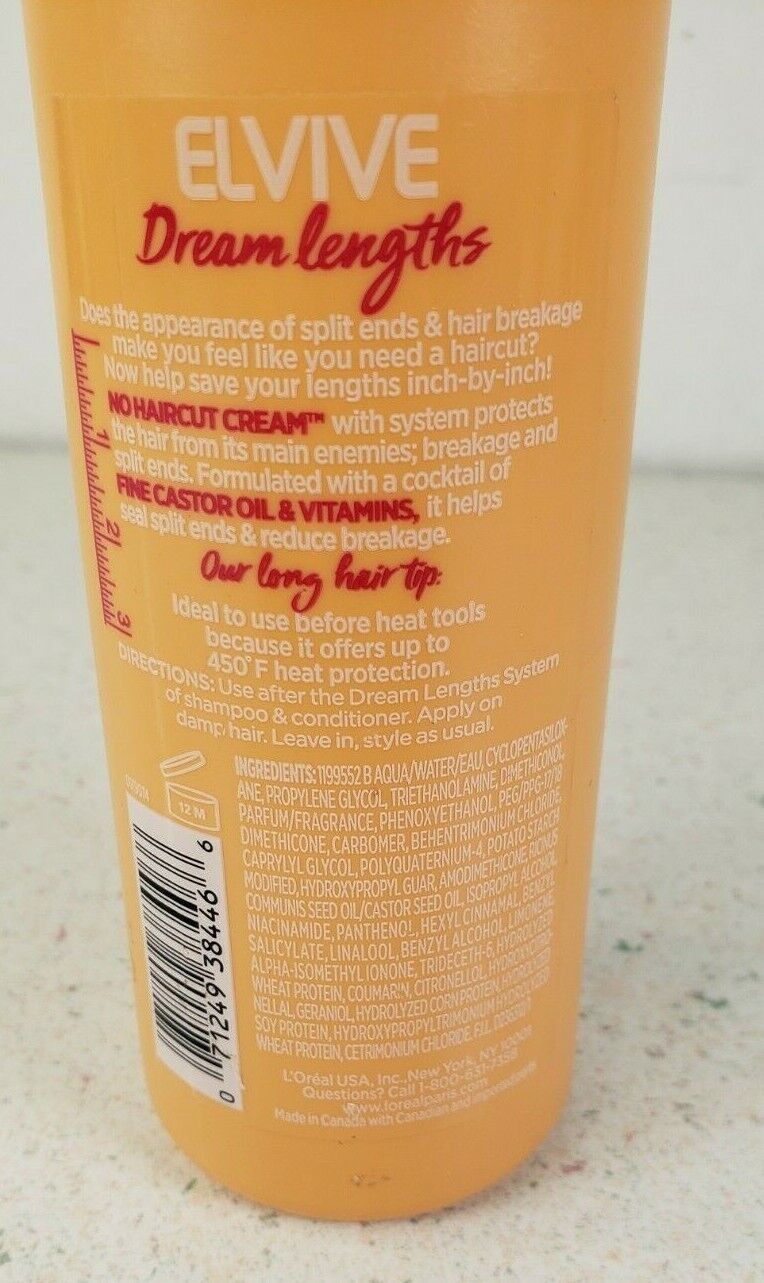 ELVIVE
Dream lengths
Does the appearance of split ends & hair breakage
make you feel like you need a haircut?
Now help save your lengths inch-by-inch!
NO HAIRCUT CREAM™ with system protects
the hair from its main enemies; breakage and
split ends. Formulated with a cocktail of
FINE CASTOR OIL & VITAMINS, it helps
seal split ends & reduce breakage.
1
2
3
Our long hair tip:
Ideal to use before heat tools
because it offers up to
450°F heat protection.
DIRECTIONS: Use after the Dream Lengths System
of shampoo & conditioner. Apply on
damp hair. Leave in, style as usual.
12 M
INGREDIENTS: 1199552 B AQUA/WATER/EAU, CYCLOPENTASILOX-
ANE, PROPYLENE GLYCOL, TRIETHANOLAMINE, DIMETHICONOL,
PARFUM/FRAGRANCE, PHENOXYETHANOL, PEG/PPG-17/18
DIMETHICONE, CARBOMER, BEHENTRIMONIUM CHLORIDE,
CAPRYLYL GLYCOL, POLYQUATERNIUM-4, POTATO STARCH
MODIFIED, HYDROXYPROPYL GUAR, AMODIMETHICONE, RICINUS
COMMUNIS SEED OIL/CASTOR SEED OIL, ISOPROPYL ALCOHOL,
NIACINAMIDE, PANTHENOL, HEXYL CINNAMAL, BENZYL
SALICYLATE, LINALOOL, BENZYL ALCOHOL, LIMONENE,
ALPHA-ISOMETHYL IONONE, TRIDECETH-6, HYDROLYZED
WHEAT PROTEIN, COUMARIN, CITRONELLOL, HYDROXYCITRO-
NELLAL, GERANIOL, HYDROLYZED CORN PROTEIN, HYDROLYZED
SOY PROTEIN, HYDROXYPROPYLTRIMONIUM HYDROLYZED
WHEAT PROTEIN, CETRIMONIUM CHLORIDE. F.I.L.
0 71249 38446 6
L'Oréal USA, Inc., New York, NY 10001
Questions? Call 1-800-631-7358
www.lorealparis.com
Made in Canada with Canadian and